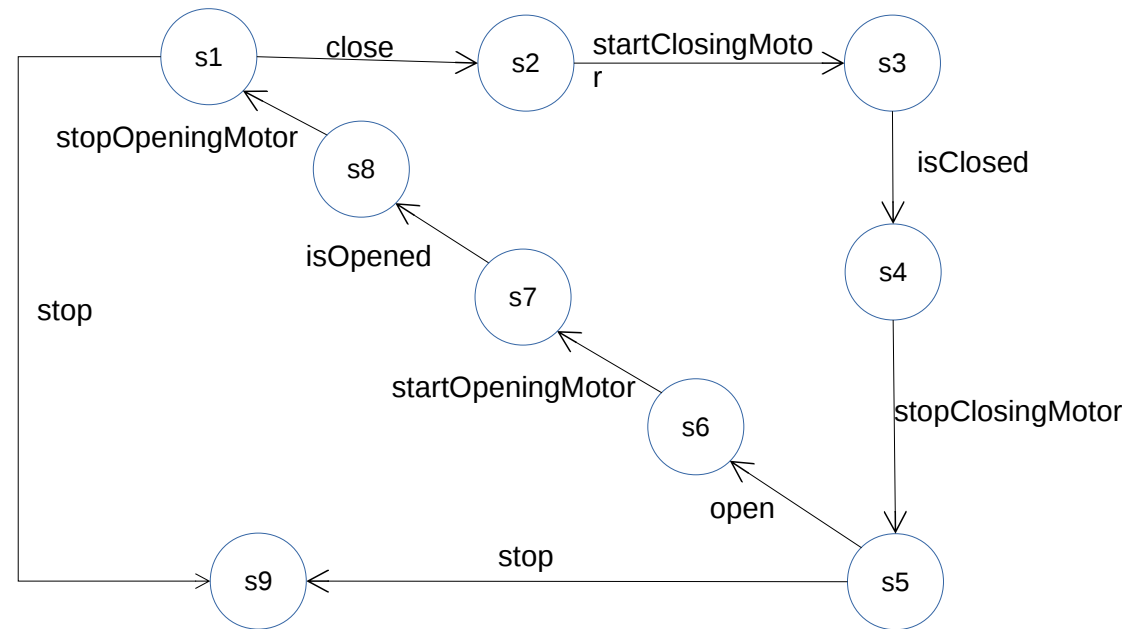 s1
close
s2
startClosingMoto
r
s3
stopOpeningMotor
s8
isClosed
isOpened
s7
s4
stop
startOpeningMotor
s6
stopClosingMotor
open
s9
stop
s5